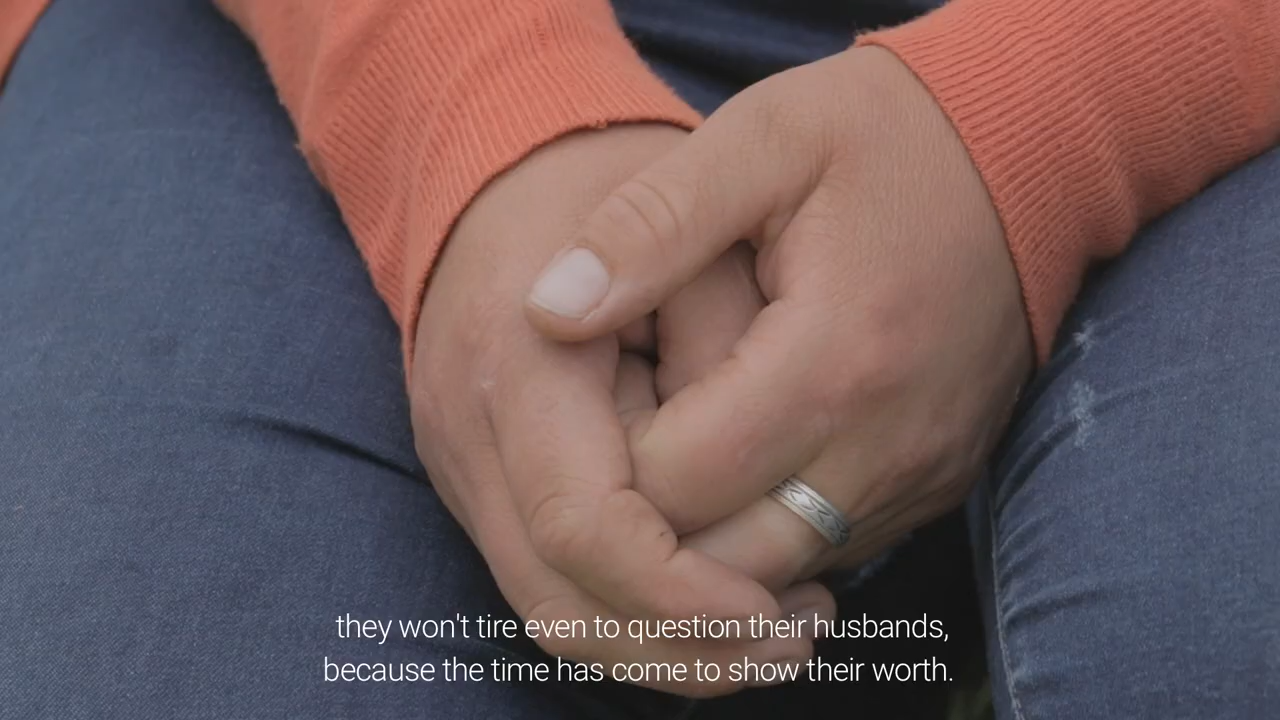 they won't tire even to question their husbands,
because the time has come to show their worth.